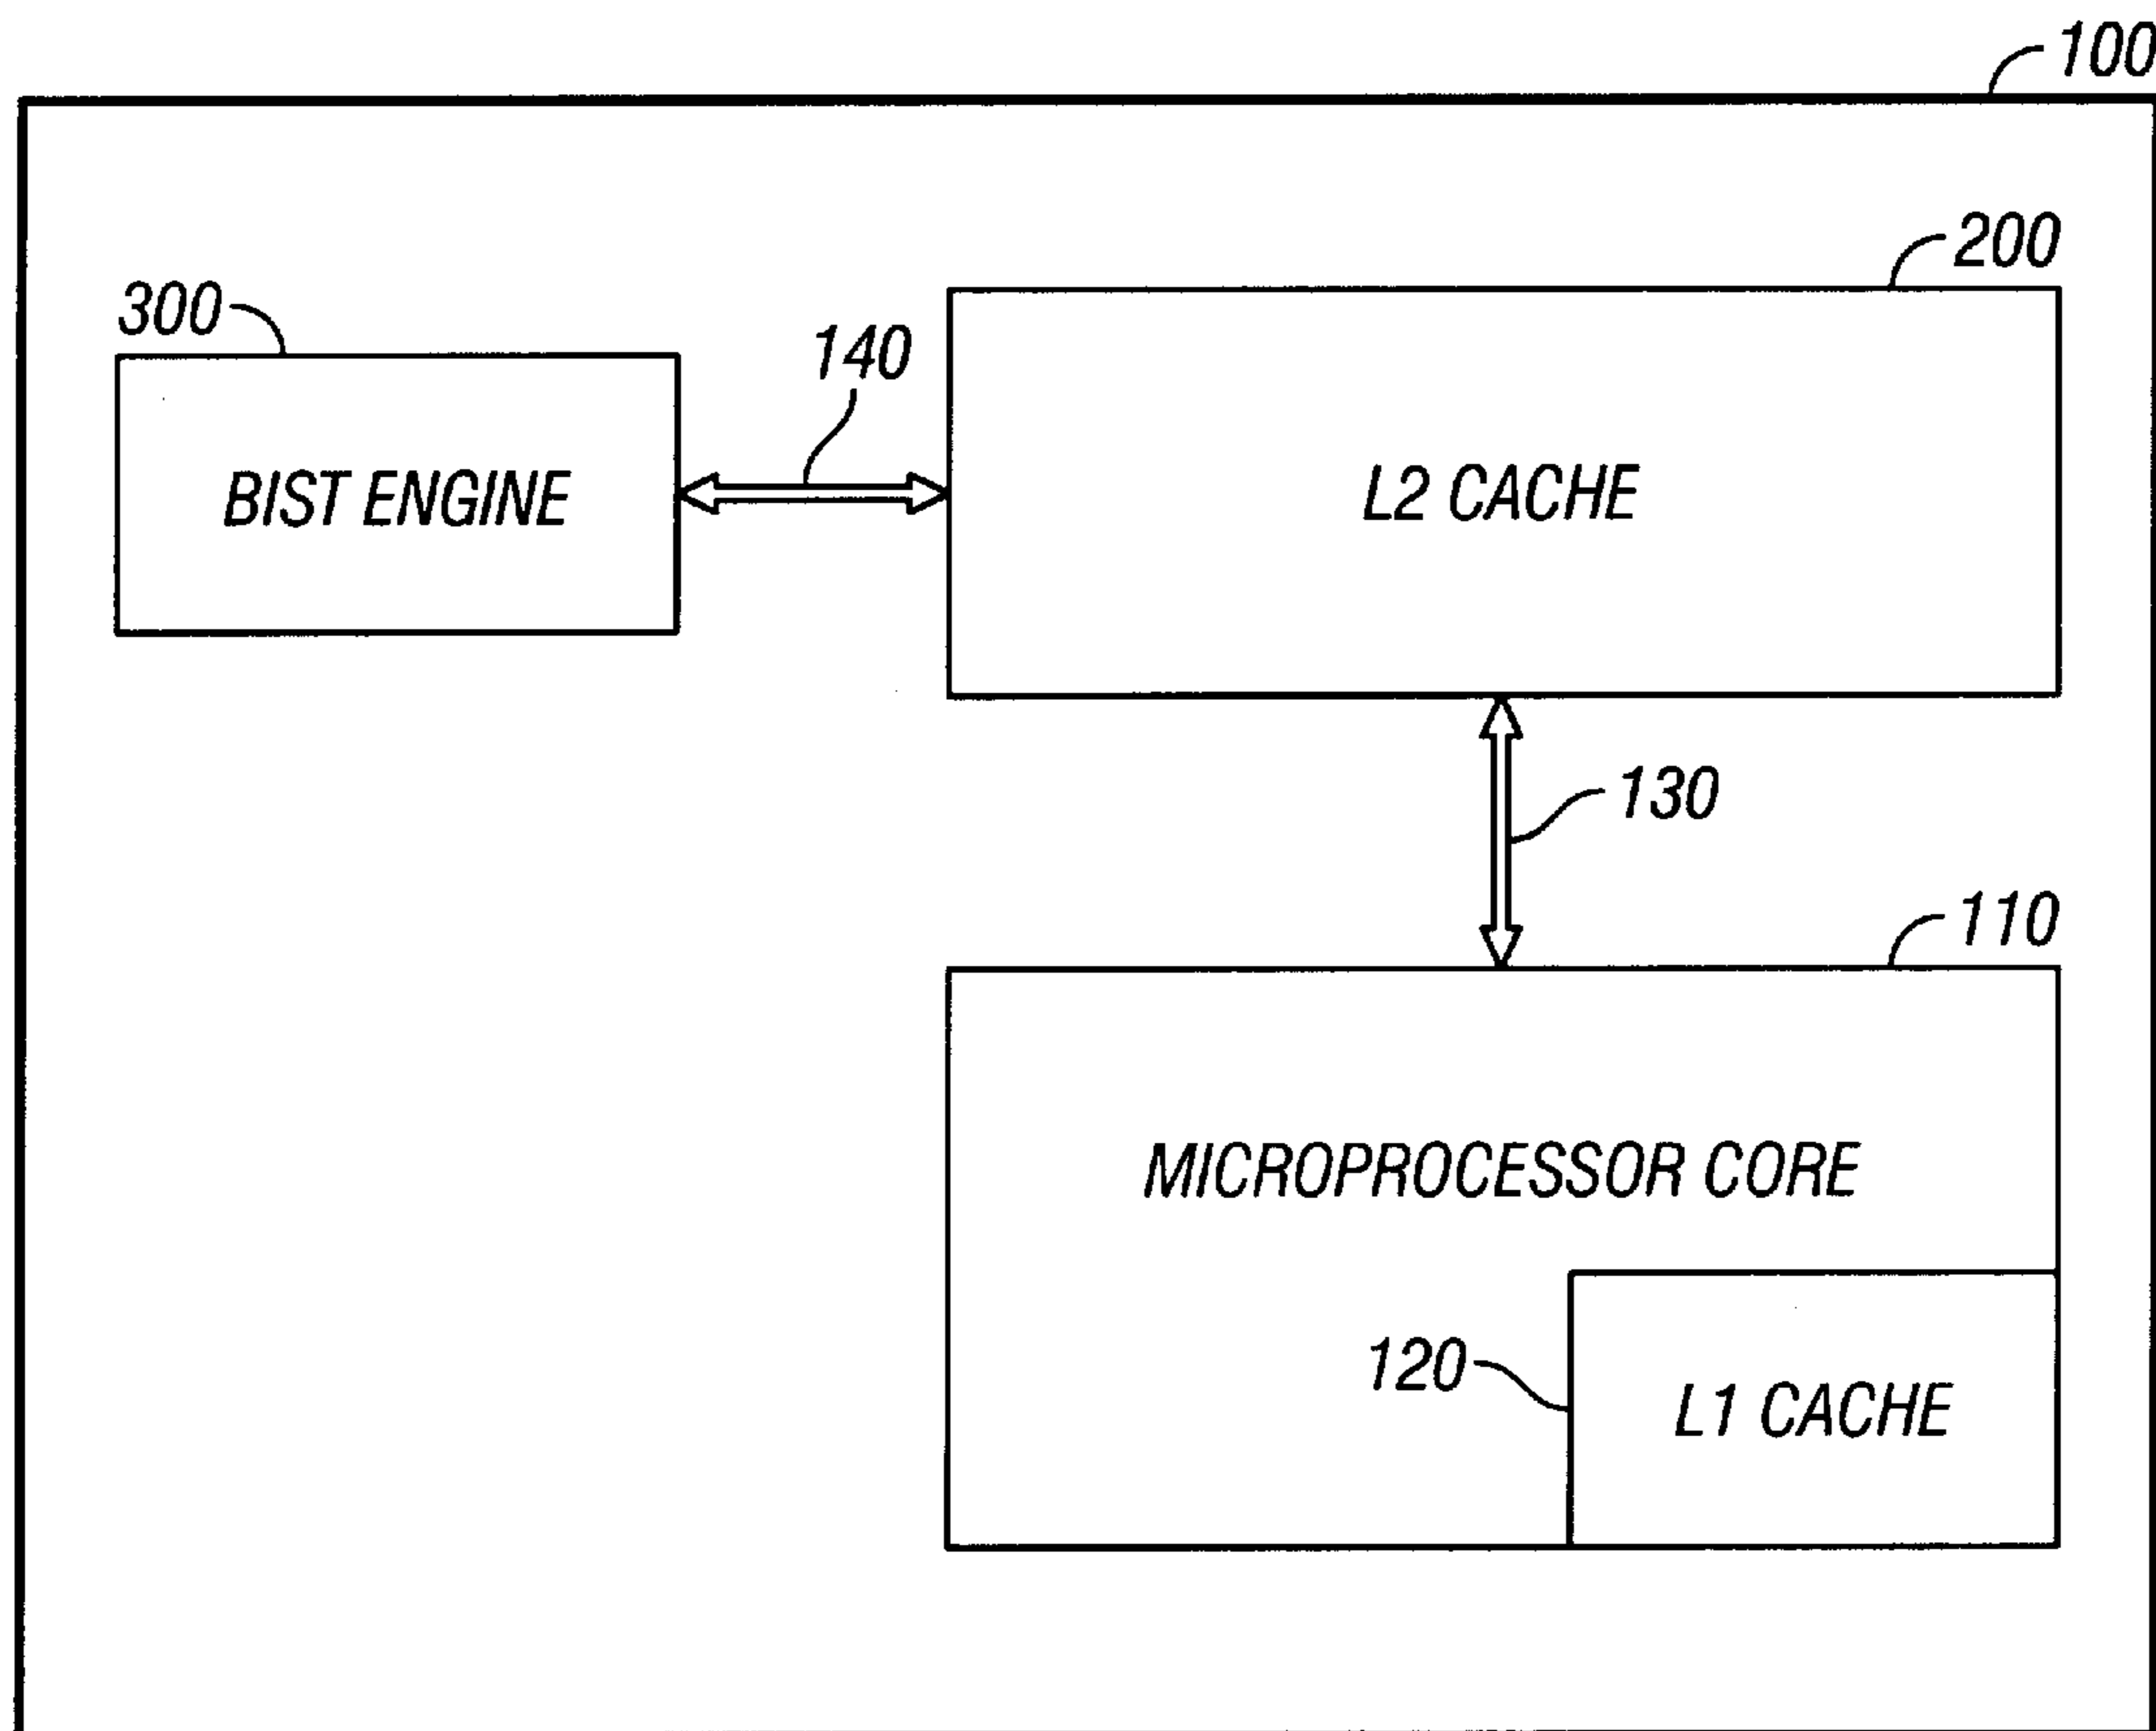 100
200
300
140
BIST ENGINE
L2 CACHE
130
110
MICROPROCESSOR CORE
120
L1 CACHE